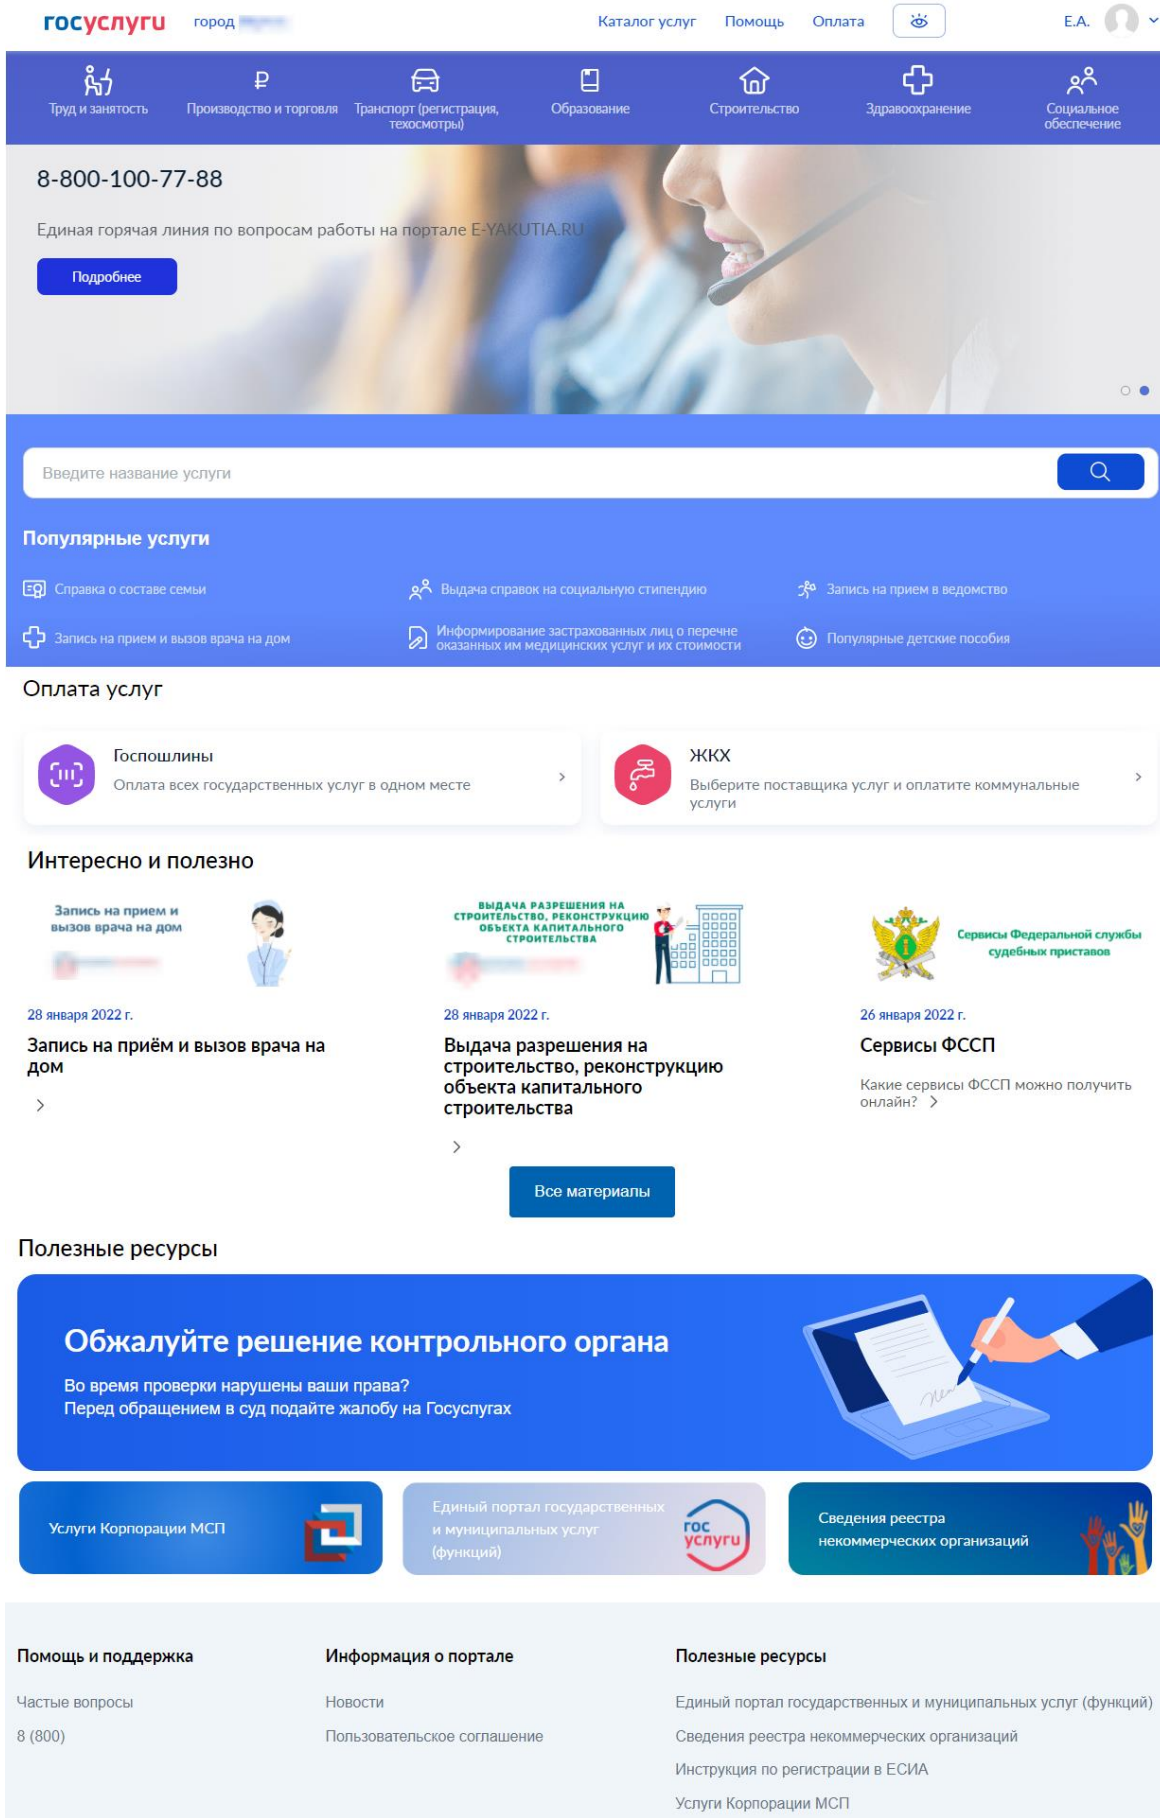 госуслуги
город
Каталог услуг
Помощь
Оплата
Е.А.
Труд и занятость
Производство и торговля
Транспорт (регистрация,
техосмотры)
Образование
Строительство
Здравоохранение
Социальное
обеспечение
8-800-100-77-88
Единая горячая линия по вопросам работы на портале E-YAKUTIA.RU
Подробнее
Введите название услуги
Популярные услуги
Справка о составе семьи
Выдача справок на социальную стипендию
Запись на прием в ведомство
Запись на прием и вызов врача на дом
Информирование застрахованных лиц о перечне
оказанных им медицинских услуг и их стоимости
Популярные детские пособия
Оплата услуг
Госпошлины
Оплата всех государственных услуг в одном месте
ЖКХ
Выберите поставщика услуг и оплатите коммунальные
услуги
Интересно и полезно
Запись на прием и
вызов врача на дом
ВЫДАЧА РАЗРЕШЕНИЯ НА
СТРОИТЕЛЬСТВО, РЕКОНСТРУКЦИЮ
ОБЪЕКТА КАПИТАЛЬНОГО
СТРОИТЕЛЬСТВА
Сервисы Федеральной службы
судебных приставов
28 января 2022 г.
Запись на приём и вызов врача на
дом
28 января 2022 г.
Выдача разрешения на
строительство, реконструкцию
объекта капитального
строительства
26 января 2022 г.
Сервисы ФССП
Какие сервисы ФССП можно получить
онлайн?
Все материалы
Полезные ресурсы
Обжалуйте решение контрольного органа
Во время проверки нарушены ваши права?
Перед обращением в суд подайте жалобу на Госуслугах
Услуги Корпорации МСП
Единый портал государственных
и муниципальных услуг
(функций)
гос
услуги
Сведения реестра
некоммерческих организаций
Помощь и поддержка
Частые вопросы
8 (800)
Информация о портале
Новости
Пользовательское соглашение
Полезные ресурсы
Единый портал государственных и муниципальных услуг (функций)
Сведения реестра некоммерческих организаций
Инструкция по регистрации в ЕСИА
Услуги Корпорации МСП